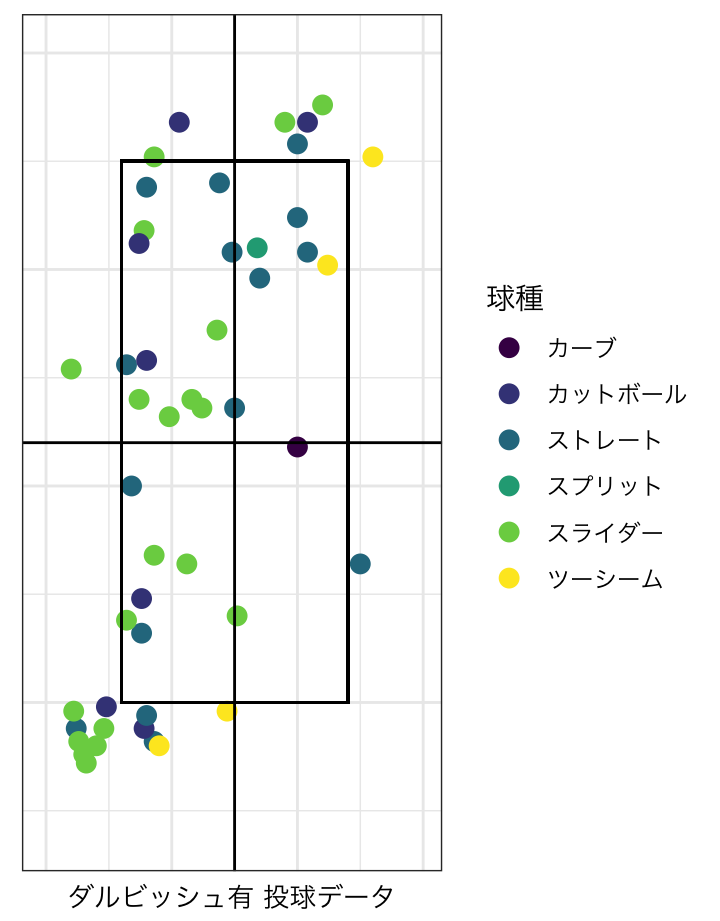 球種
カーブ
カットボール
ストレート
スプリット
スライダー
ツーシーム
ダルビッシュ有 投球データ